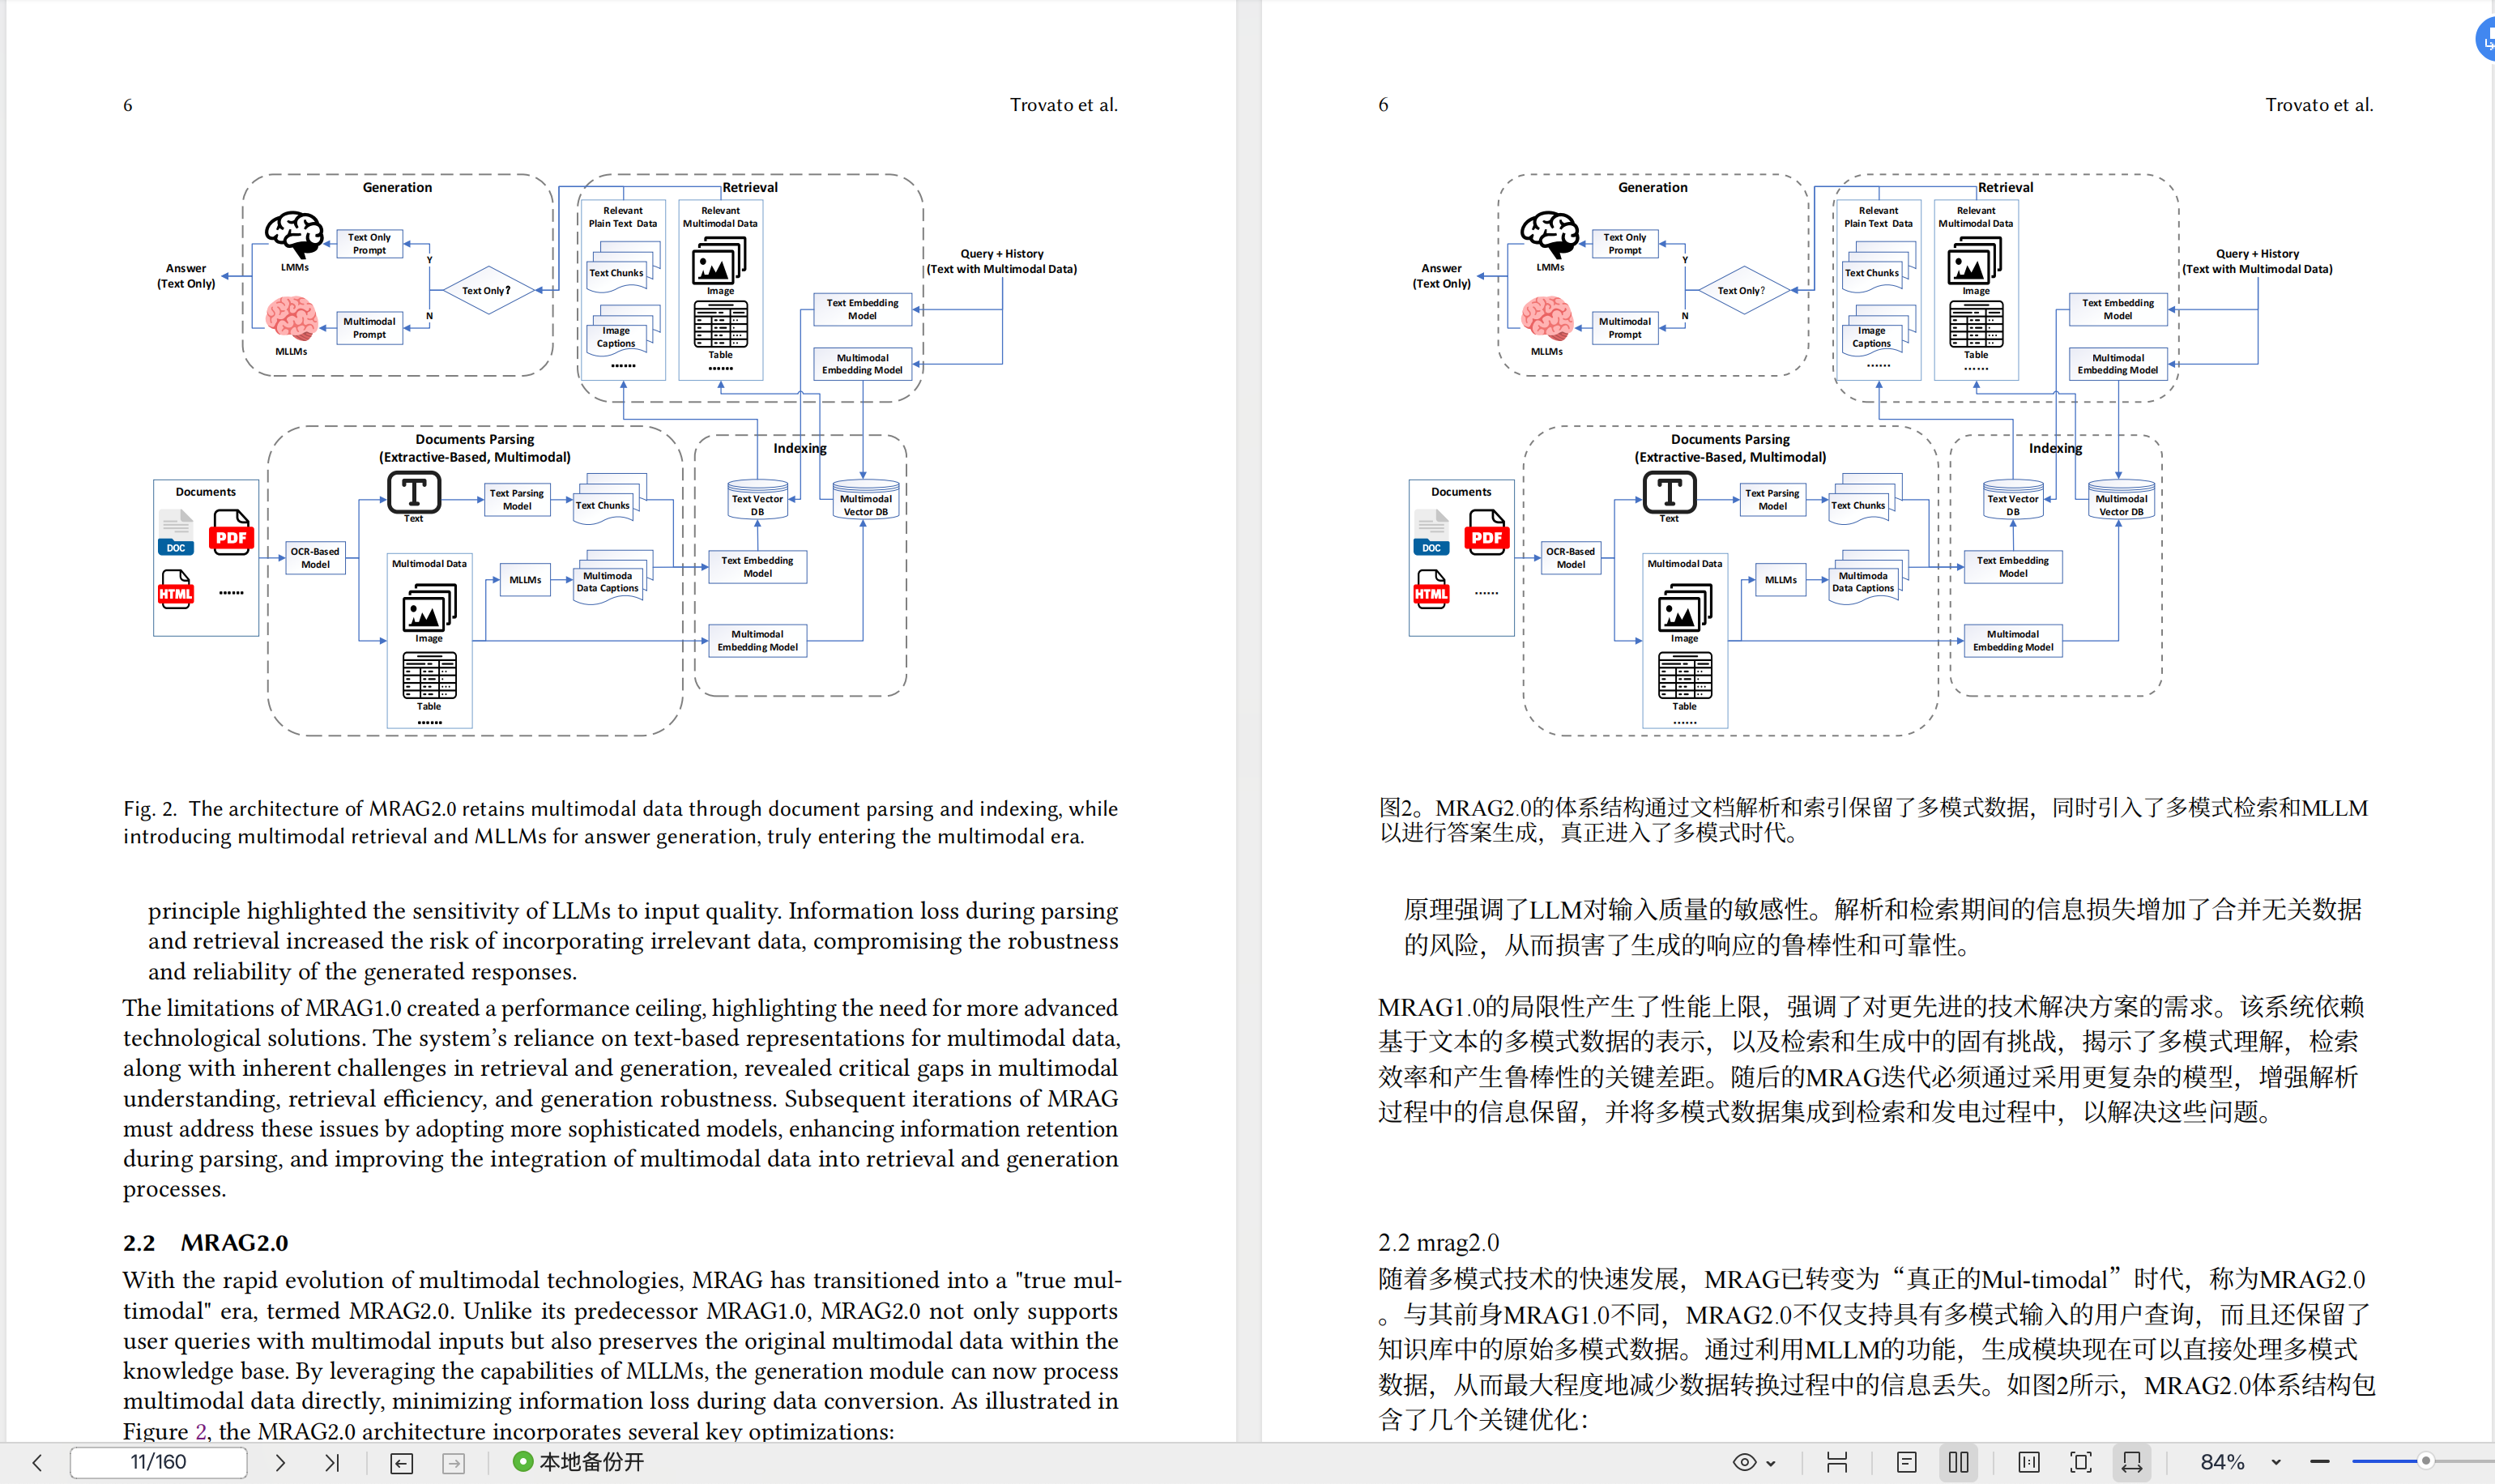 6
Trovato et al.
Generation
LMMs
Text Only
Prompt
Y
Answer
(Text Only)
Text Only?
MLLMs
Multimodal
Prompt
N
Retrieval
Relevant
Plain Text Data
Text Chunks
Image
Captions
......
Relevant
Multimodal Data
Image
Table
......
Query + History
(Text with Multimodal Data)
Text Embedding
Model
Multimodal
Embedding Model
Documents Parsing
(Extractive-Based, Multimodal)
Documents
DOC
PDF
HTML
......
OCR-Based
Model
T
Text
Text Parsing
Model
Text Chunks
Multimodal Data
Image
Table
......
MLLMs
Multimoda
Data Captions
Indexing
Text Vector
DB
Multimodal
Vector DB
Text Embedding
Model
Multimodal
Embedding Model
Fig. 2. The architecture of MRAG2.0 retains multimodal data through document parsing and indexing, while
introducing multimodal retrieval and MLLMs for answer generation, truly entering the multimodal era.
principle highlighted the sensitivity of LLMs to input quality. Information loss during parsing
and retrieval increased the risk of incorporating irrelevant data, compromising the robustness
and reliability of the generated responses.
The limitations of MRAG1.0 created a performance ceiling, highlighting the need for more advanced
technological solutions. The system's reliance on text-based representations for multimodal data,
along with inherent challenges in retrieval and generation, revealed critical gaps in multimodal
understanding, retrieval efficiency, and generation robustness. Subsequent iterations of MRAG
must address these issues by adopting more sophisticated models, enhancing information retention
during parsing, and improving the integration of multimodal data into retrieval and generation
processes.
2.2 MRAG2.0
With the rapid evolution of multimodal technologies, MRAG has transitioned into a "true mul-
timodal" era, termed MRAG2.0. Unlike its predecessor MRAG1.0, MRAG2.0 not only supports
user queries with multimodal inputs but also preserves the original multimodal data within the
knowledge base. By leveraging the capabilities of MLLMs, the generation module can now process
multimodal data directly, minimizing information loss during data conversion. As illustrated in
Figure 2, the MRAG2.0 architecture incorporates several key optimizations:
6
Trovato et al.
Generation
LMMs
Text Only
Prompt
Y
Answer
(Text Only)
Text Only?
MLLMs
Multimodal
Prompt
N
Retrieval
Relevant
Plain Text Data
Text Chunks
Image
Captions
......
Relevant
Multimodal Data
Image
Table
......
Query + History
(Text with Multimodal Data)
Text Embedding
Model
Multimodal
Embedding Model
Documents Parsing
(Extractive-Based, Multimodal)
Documents
DOC
PDF
HTML
......
OCR-Based
Model
T
Text
Text Parsing
Model
Text Chunks
Multimodal Data
Image
Table
......
MLLMs
Multimoda
Data Captions
Indexing
Text Vector
DB
Multimodal
Vector DB
Text Embedding
Model
Multimodal
Embedding Model
图2。MRAG2.0的体系结构通过文档解析和索引保留了多模式数据，同时引入了多模式检索和MLLM
以进行答案生成，真正进入了多模式时代。
原理强调了LLM对输入质量的敏感性。解析和检索期间的信息损失增加了合并无关数据
的风险，从而损害了生成的响应的鲁棒性和可靠性。
MRAG1.0的局限性产生了性能上限，强调了对更先进的技术解决方案的需求。该系统依赖
基于文本的多模式数据的表示，以及检索和生成中的固有挑战，揭示了多模式理解，检索
效率和产生鲁棒性的关键差距。随后的MRAG迭代必须通过采用更复杂的模型，增强解析
过程中的信息保留，并将多模式数据集成到检索和发电过程中，以解决这些问题。
2.2 mrag2.0
随着多模式技术的快速发展，MRAG已转变为“真正的Mul-timodal”时代，称为MRAG2.0
。与其前身MRAG1.0不同，MRAG2.0不仅支持具有多模式输入的用户查询，而且还保留了
知识库中的原始多模式数据。通过利用MLLM的功能，生成模块现在可以直接处理多模式
数据，从而最大程度地减少数据转换过程中的信息丢失。如图2所示，MRAG2.0体系结构包
含了几个关键优化：
11/160
本地备份开
84%